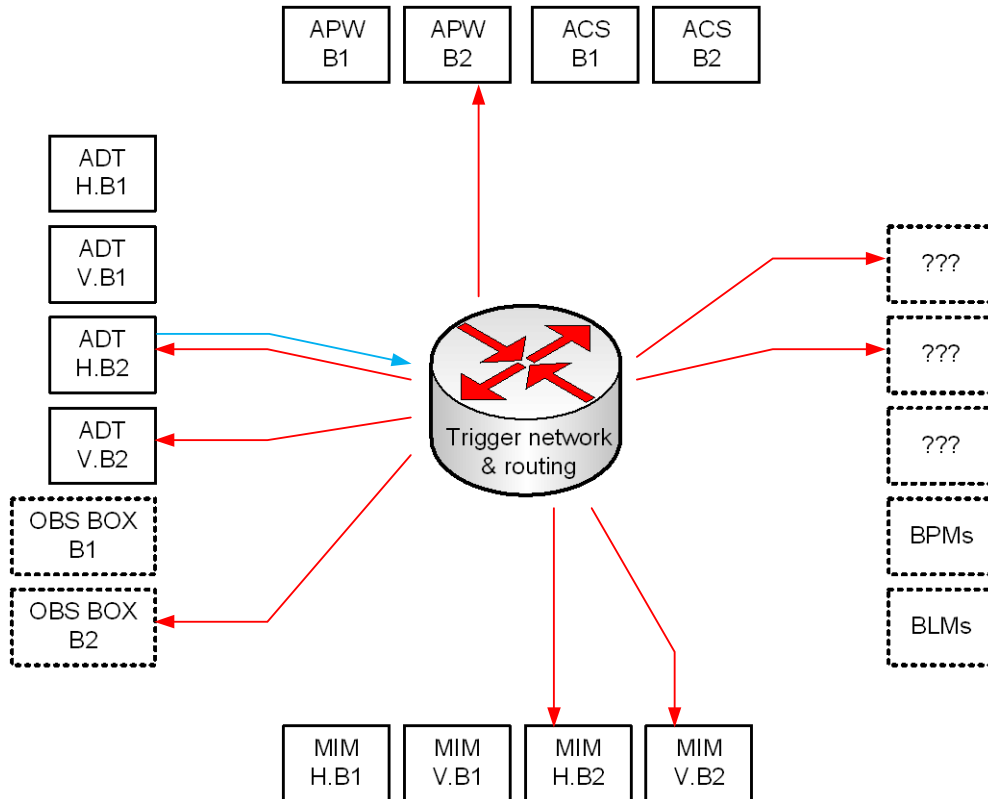 APW
B1
APW
B2
ACS
B1
ACS
B2
ADT
H.B1
ADT
V.B1
ADT
H.B2
ADT
V.B2
OBS BOX
B1
OBS BOX
B2
Trigger network
& routing
???
???
???
BPMs
BLMs
MIM
H.B1
MIM
V.B1
MIM
H.B2
MIM
V.B2